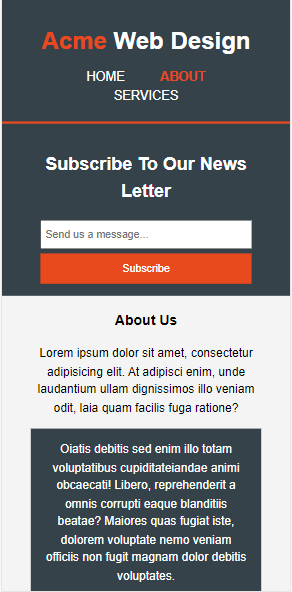 Acme Web Design
HOME ABOUT
SERVICES
Subscribe To Our News
Letter
Send us a message...
Subscribe
About Us
Lorem ipsum dolor sit amet, consectetur
adipisicing elit. At adipisci enim, unde
laudantium ullam dignissimos illo veniam
odit, laia quam facilis fuga ratione?
Oiatis debitis sed enim illo totam
voluptatibus cupiditateiandae animi
obcaecati! Libero, reprehenderit a
omnis corrupti eaque blanditiis
beatae? Maiores quas fugiat iste,
dolorem voluptate nemo veniam
officiis non fugit magnam dolor debitis
voluptates.